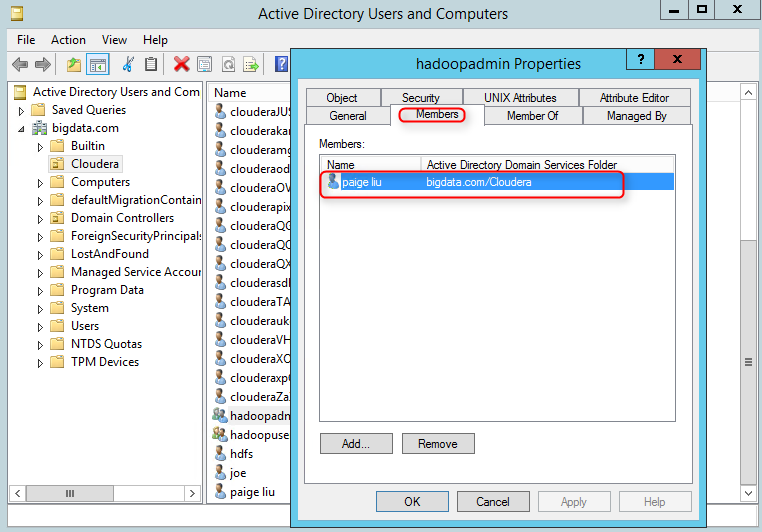 Active Directory Users and Computers
File Action View Help
Active Directory Users and Com
Saved Queries
bigdata.com
Builtin
Cloudera
Computers
defaultMigrationContain
Domain Controllers
ForeignSecurityPrincipals
LostAndFound
Managed Service Accour
Program Data
System
Users
NTDS Quotas
TPM Devices
Name
clouderaJUS
clouderakar
clouderamg
clouderaod
clouderaOV
clouderapix
clouderaQG
clouderaQC
clouderaQX
clouderasdl
clouderaTA
clouderauk
clouderaVH
clouderaXO
clouderaxp
clouderaZa
hadoopadm
hadoopuse
hdfs
joe
paige liu
hadoopadmin Properties
? X
Object Security UNIX Attributes Attribute Editor
General Members Member Of Managed By
Members:
Name Active Directory Domain Services Folder
paige liu bigdata.com/Cloudera
Add... Remove
OK Cancel Apply Help